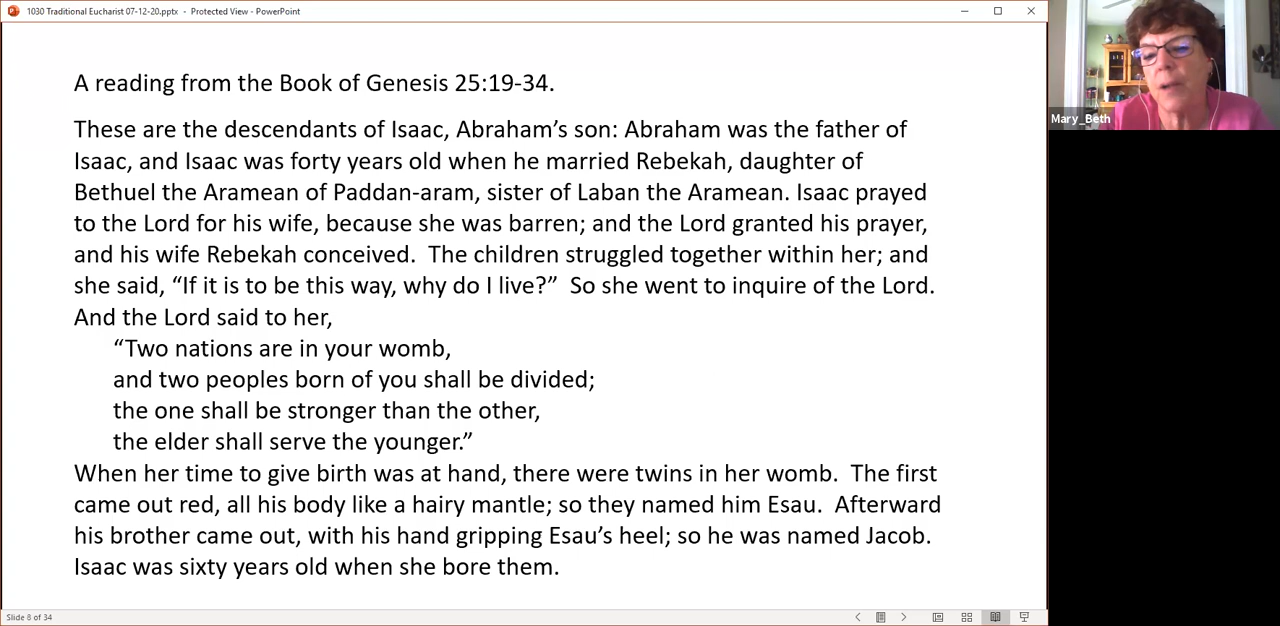 1030 Traditional Eucharist 07-12-20.pptx - Protected View - PowerPoint
A reading from the Book of Genesis 25:19-34.
These are the descendants of Isaac, Abraham’s son: Abraham was the father of
Isaac, and Isaac was forty years old when he married Rebekah, daughter of
Bethuel the Aramean of Paddan-aram, sister of Laban the Aramean. Isaac prayed
to the Lord for his wife, because she was barren; and the Lord granted his prayer,
and his wife Rebekah conceived.  The children struggled together within her; and
she said, “If it is to be this way, why do I live?”  So she went to inquire of the Lord.
And the Lord said to her,
“Two nations are in your womb,
and two peoples born of you shall be divided;
the one shall be stronger than the other,
the elder shall serve the younger.”
When her time to give birth was at hand, there were twins in her womb.  The first
came out red, all his body like a hairy mantle; so they named him Esau.  Afterward
his brother came out, with his hand gripping Esau’s heel; so he was named Jacob.
Isaac was sixty years old when she bore them.
Slide 8 of 34
Mary_Beth